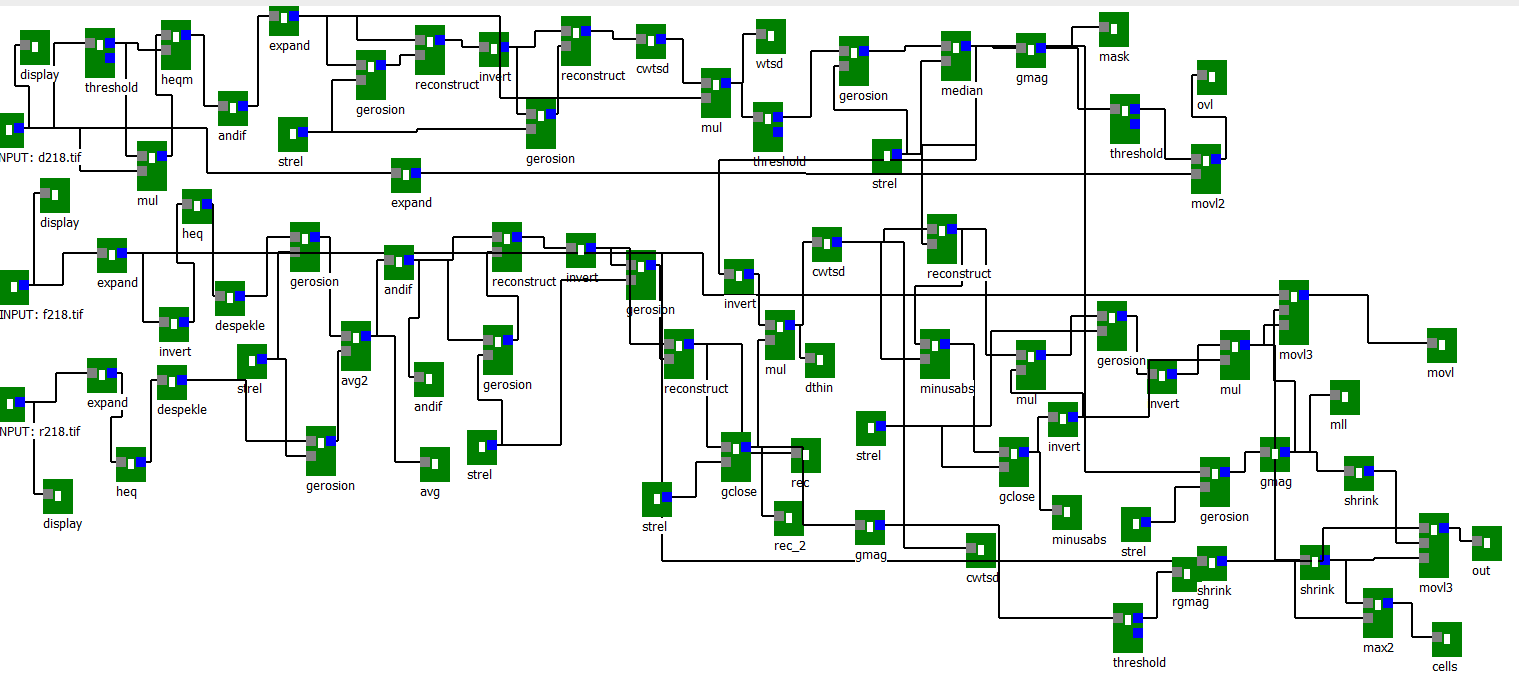 expand
mask
display
threshold
heqm
reconstruct
invert
reconstruct
cwtsd
wtsd
gerosion
median
gmag
ovl
gerosion
mul
andif
threshold
threshold
INPUT: d218.tif
strel
gerosion
strel
mul
expand
movl2
display
heq
expand
gerosion
andif
reconstruct
invert
gerosion
invert
cwtsd
reconstruct
INPUT: f218.tif
despekle
invert
movl3
strel
avg2
gerosion
reconstruct
mul
dthin
minusabs
mul
gerosion
invert
mul
movl
expand
despekle
andif
invert
mll
INPUT: r218.tif
heq
gerosion
avg
strel
gclose
rec
strel
gclose
gmag
shrink
display
strel
rec_2
gmag
minusabs
strel
gerosion
cwtsd
rgmag
shrink
shrink
movl3
out
threshold
max2
cells